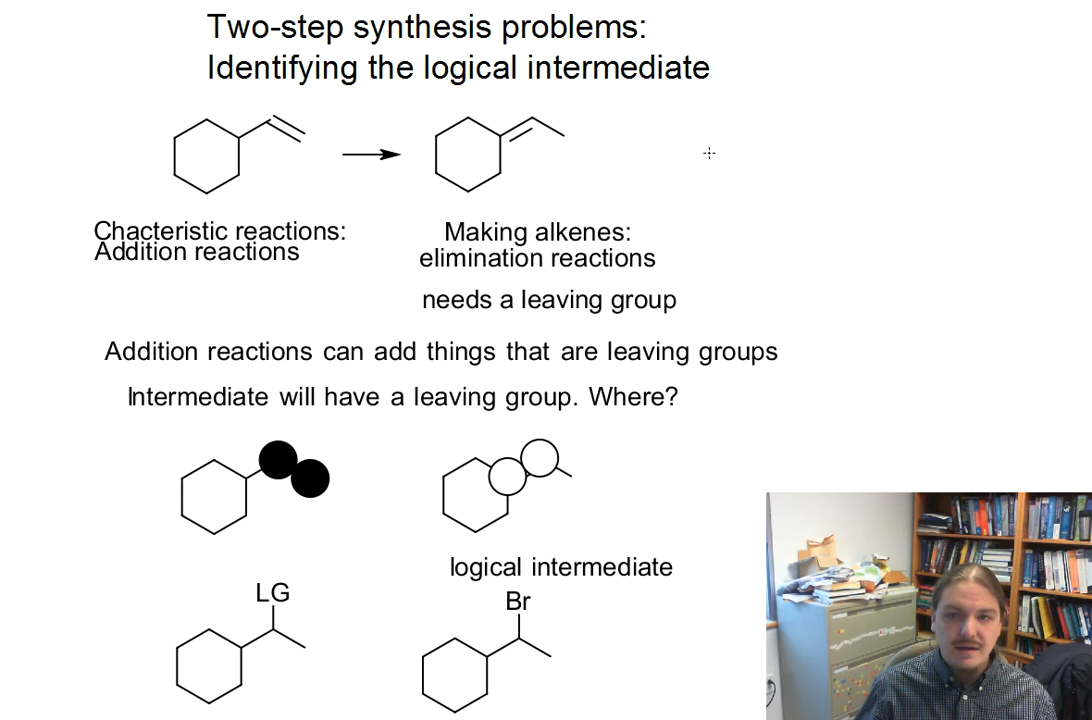 Two-step synthesis problems:
Identifying the logical intermediate
Chacteristic reactions:
Addition reactions
Making alkenes:
elimination reactions
needs a leaving group
Addition reactions can add things that are leaving groups
Intermediate will have a leaving group. Where?
logical intermediate
LG
Br